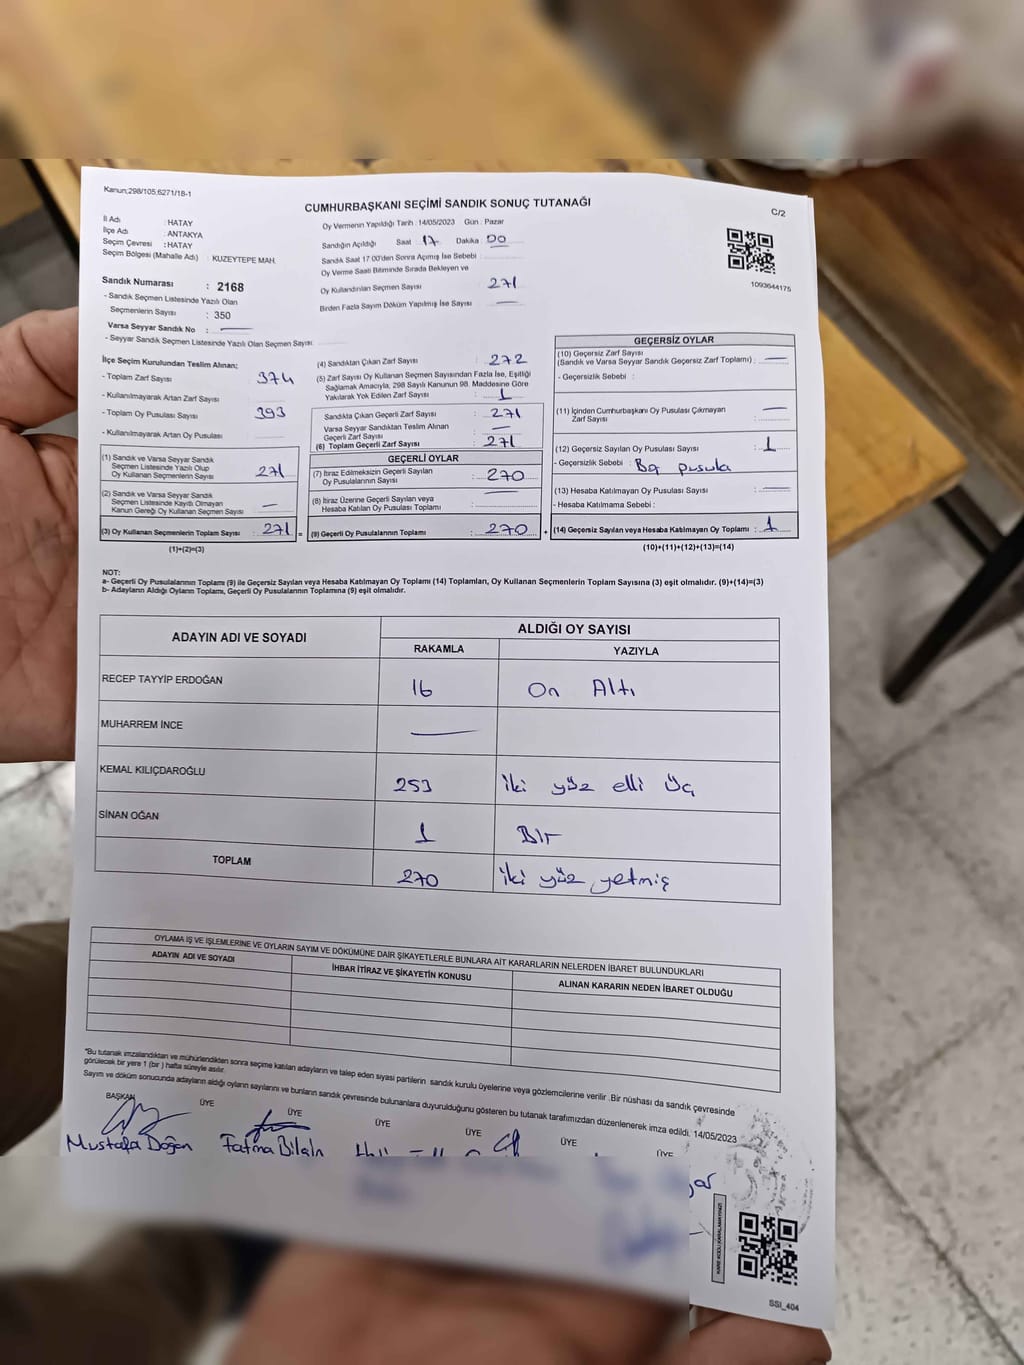 Kanun;298/105,6271/18-1
CUMHURBAŞKANI SEÇİMİ SANDIK SONUÇ TUTANAĞI
C/2
1093644175
İl Adı : HATAY
İlçe Adı : ANTAKYA
Seçim Çevresi : HATAY
Seçim Bölgesi (Mahalle Adı) : KUZEYTEPE MAH.
Sandık Numarası : 2168
- Sandık Seçmen Listesinde Yazılı Olan
Seçmenlerin Sayısı : 350
Varsa Seyyar Sandık No :
- Seyyar Sandık Seçmen Listesinde Yazılı Olan Seçmen Sayısı
Oy Vermenin Yapıldığı Tarih : 14/05/2023 Gün : Pazar
Sandığın Açıldığı Saat : 17 Dakika : 00
Sandık Saat 17:00'den Sonra Açımış İse Sebebi :
Oy Verme Saati Bitiminde Sırada Bekleyen ve
Oy Kullandırılan Seçmen Sayısı : 271
Birden Fazla Sayım Döküm Yapılmış İse Sayısı :
İlçe Seçim Kurulundan Teslim Alınan;
- Toplam Zarf Sayısı : 374
- Kullanılmayarak Artan Zarf Sayısı :
- Toplam Oy Pusulası Sayısı : 393
- Kullanılmayarak Artan Oy Pusulası
(1) Sandık ve Varsa Seyyar Sandık
Seçmen Listesinde Yazılı Olup
Oy Kullanan Seçmenlerin Sayısı : 271
(2) Sandık ve Varsa Seyyar Sandık
Seçmen Listesinde Kayıtlı Olmayan
Kanun Gereği Oy Kullanan Seçmen Sayısı :
(3) Oy Kullanan Seçmenlerin Toplam Sayısı : 271 =
(1)+(2)=(3)
(4) Sandıktan Çıkan Zarf Sayısı : 272
(5) Zarf Sayısı Oy Kullanan Seçmen Sayısından Fazla İse, Eşitliği
Sağlamak Amacıyla, 298 Sayılı Kanunun 98. Maddesine Göre
Yakılarak Yok Edilen Zarf Sayısı : 1
Sandıkta Çıkan Geçerli Zarf Sayısı : 271
Varsa Seyyar Sandıktan Teslim Alınan
Geçerli Zarf Sayısı :
(6) Toplam Geçerli Zarf Sayısı : 271
GEÇERLİ OYLAR
(7) İtiraz Edilmeksizin Geçerli Sayılan
Oy Pusulalarının Sayısı : 270
(8) İtiraz Üzerine Geçerli Sayılan veya
Hesaba Katılan Oy Pusulası Toplamı :
(9) Geçerli Oy Pusulalarının Toplamı : 270 +
GEÇERSİZ OYLAR
(10) Geçersiz Zarf Sayısı
(Sandık ve Varsa Seyyar Sandık Geçersiz Zarf Toplamı) :
- Geçersizlik Sebebi :
(11) İçinden Cumhurbaşkanı Oy Pusulası Çıkmayan
Zarf Sayısı :
(12) Geçersiz Sayılan Oy Pusulası Sayısı : 1
- Geçersizlik Sebebi : Boş pusula
(13) Hesaba Katılmayan Oy Pusulası Sayısı :
- Hesaba Katılmama Sebebi :
(14) Geçersiz Sayılan veya Hesaba Katılmayan Oy Toplamı : 1
(10)+(11)+(12)+(13)=(14)
NOT:
a- Geçerli Oy Pusulalarının Toplamı (9) ile Geçersiz Sayılan veya Hesaba Katılmayan Oy Toplamı (14) Toplamları, Oy Kullanan Seçmenlerin Toplam Sayısına (3) eşit olmalıdır. (9)+(14)=(3)
b- Adayların Aldığı Oyların Toplamı, Geçerli Oy Pusulalarının Toplamına (9) eşit olmalıdır.
ADAYIN ADI VE SOYADI
ALDIĞI OY SAYISI
RAKAMLA YAZIYLA
RECEP TAYYİP ERDOĞAN 16 On Altı
MUHARREM İNCE
KEMAL KILIÇDAROĞLU 253 İki yüz elli Üç
SİNAN OĞAN 1 Bir
TOPLAM 270 İki yüz yetmiş
OYLAMA İŞ VE İŞLEMLERİNE VE OYLARIN SAYIM VE DÖKÜMÜNE DAİR ŞİKAYETLERLE BUNLARA AİT KARARLARIN NELERDEN İBARET BULUNDUKLARI
ADAYIN ADI VE SOYADI İHBAR İTİRAZ VE ŞİKAYETİN KONUSU ALINAN KARARIN NEDEN İBARET OLDUĞU
*Bu tutanak imzalandıktan ve mühürlendikten sonra seçime katılan adayların ve talep eden siyasi partilerin sandık kurulu üyelerine veya gözlemcilerine verilir .Bir nüshası da sandık çevresinde
görülecek bir yere 1 (bir ) hafta süreyle asılır.
Sayım ve döküm sonucunda adayların aldığı oyların sayılarını ve bunların sandık çevresinde bulunanlara duyurulduğunu gösteren bu tutanak tarafımızdan düzenlenerek imza edildi. 14/05/2023
BAŞKAN ÜYE ÜYE ÜYE ÜYE ÜYE ÜYE
Mustafa Doğan Fatma Bilgin
KARE KODU KARALAMAYINIZ!
SSI_404